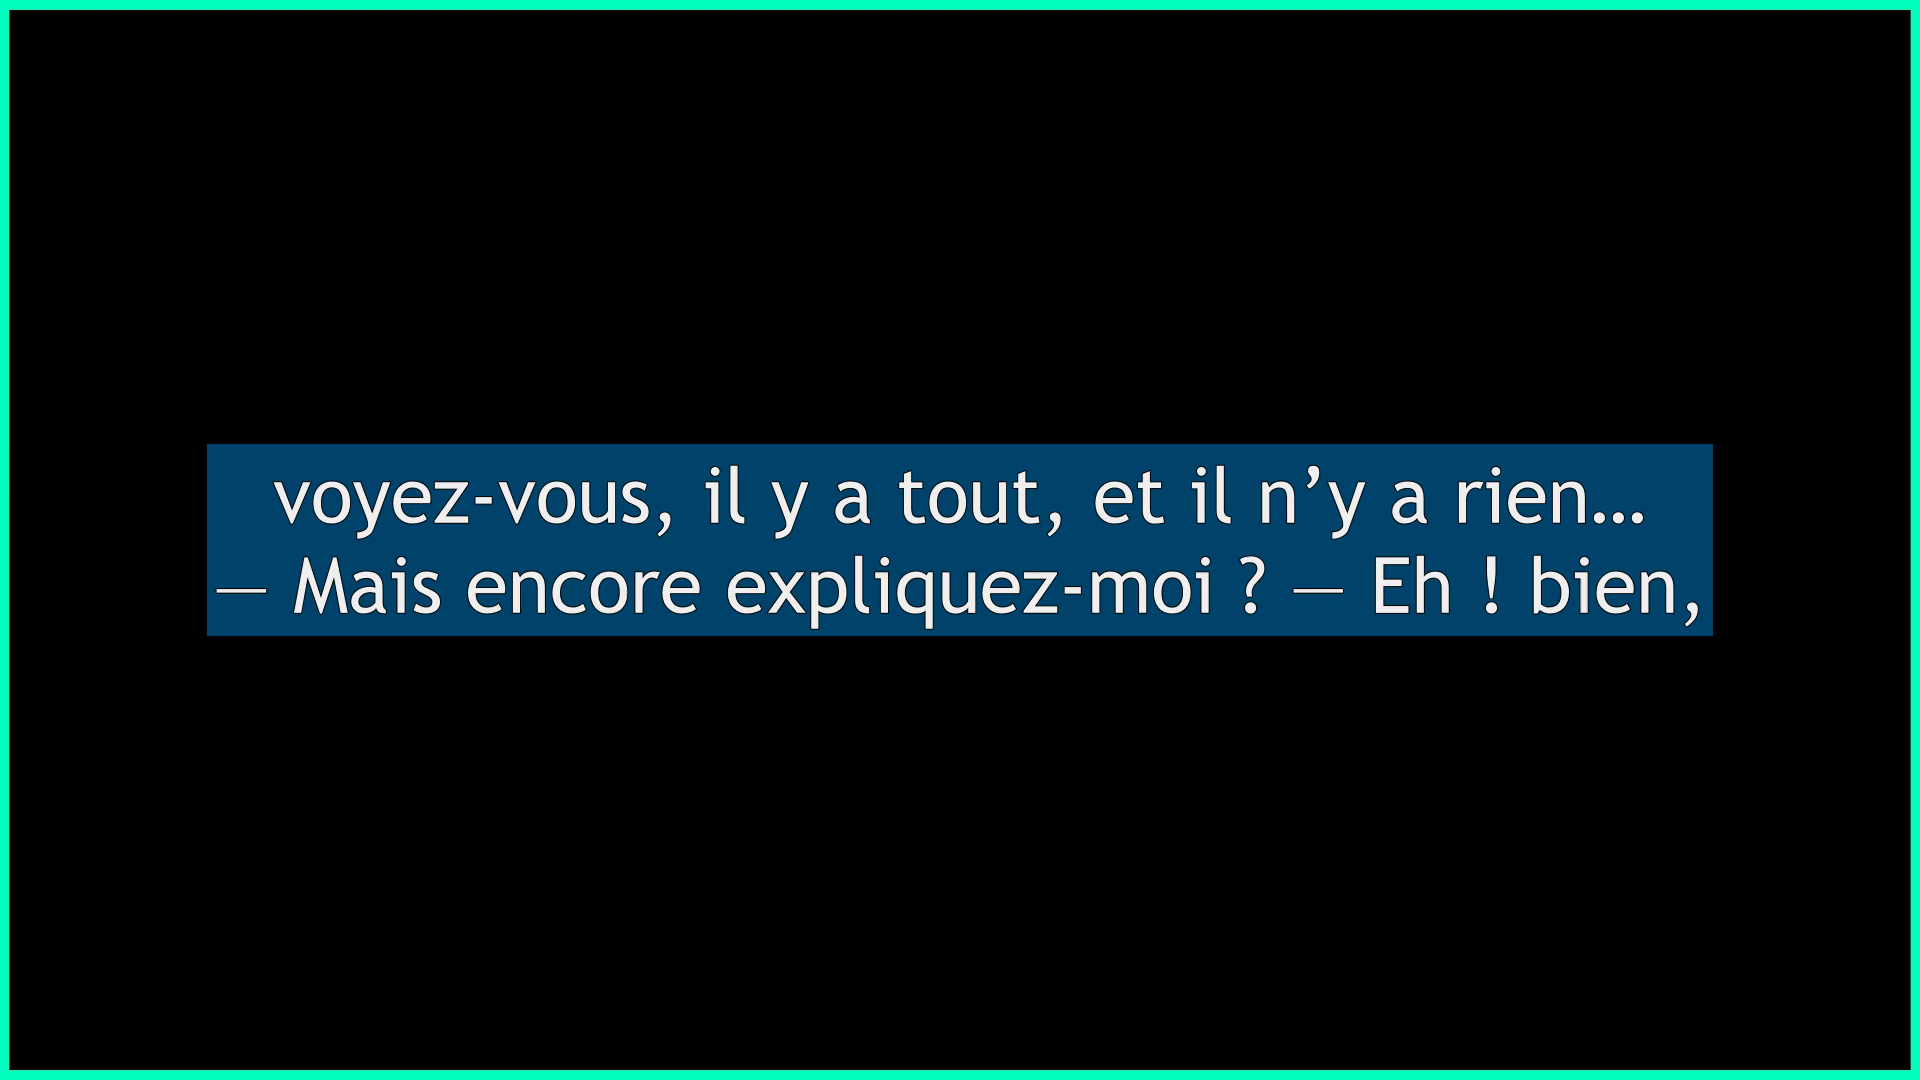 voyez-vous, il y a tout, et il n’y a rien…
— Mais encore expliquez-moi ? — Eh ! bien,